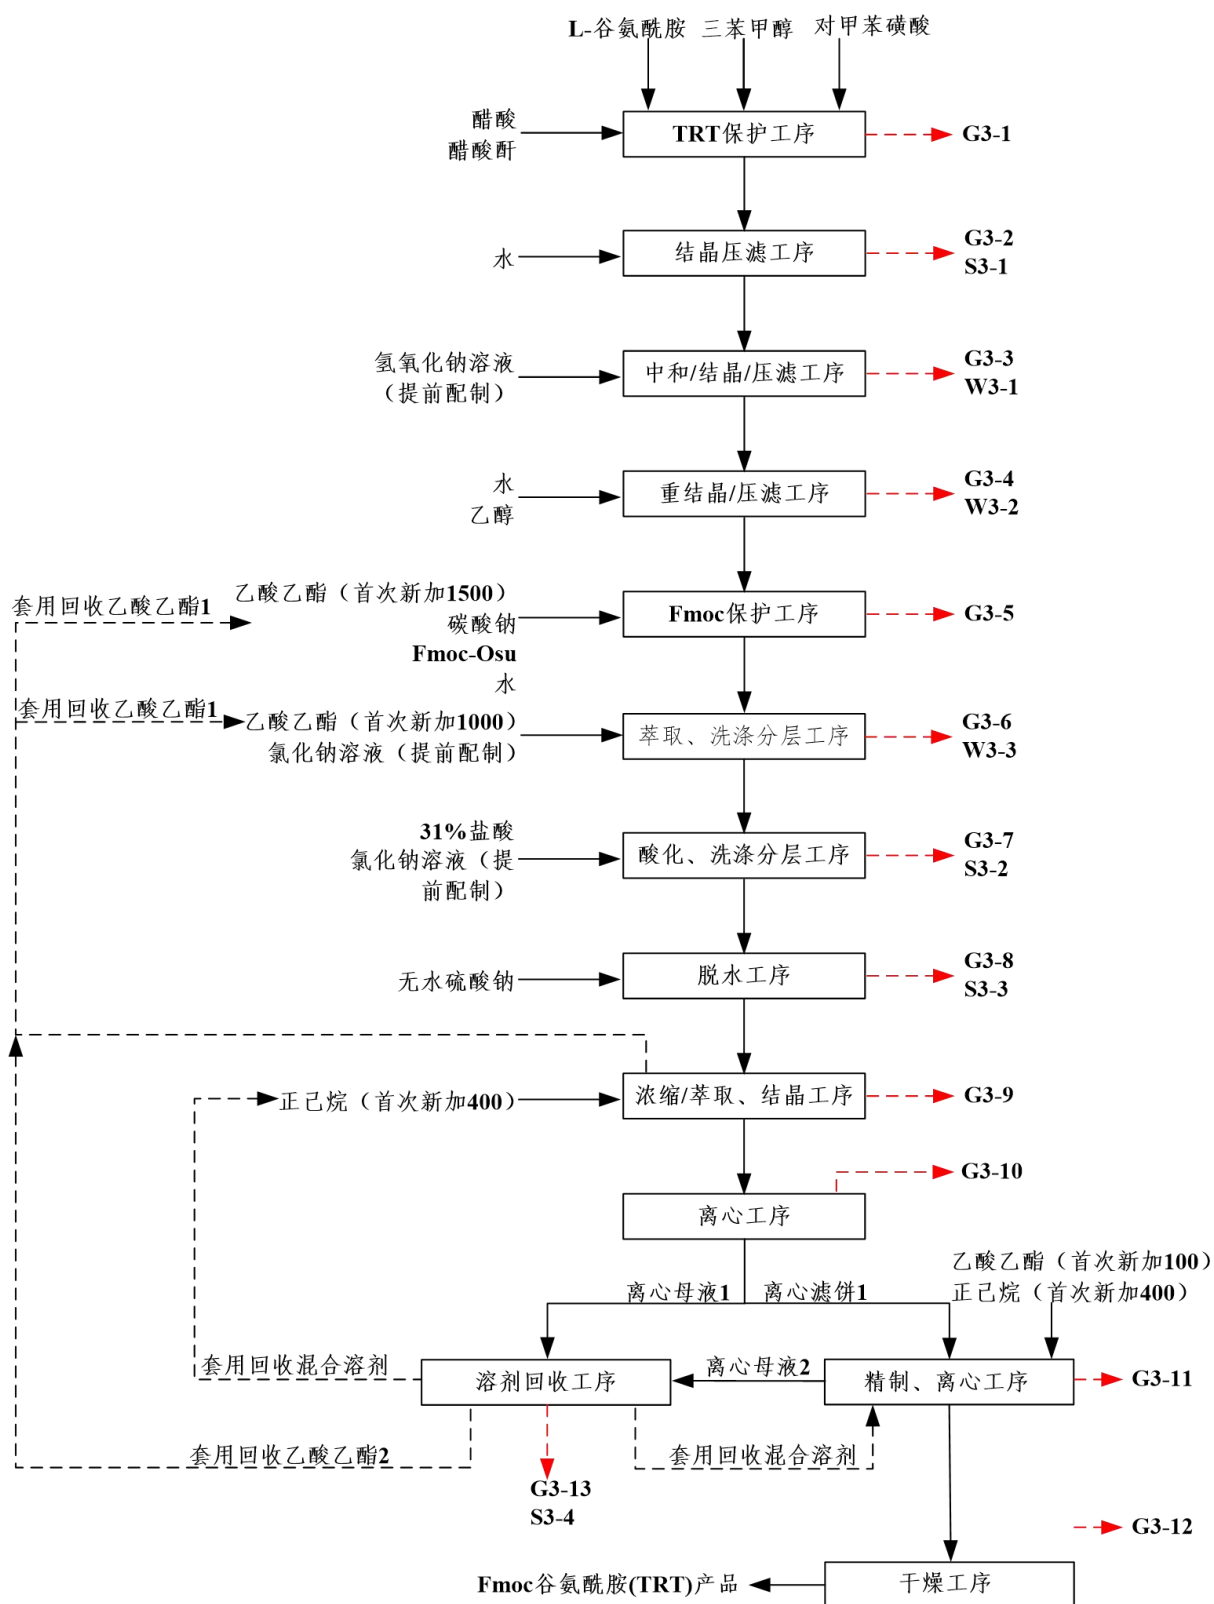 L-谷氨酰胺 三苯甲醇 对甲苯磺酸
醋酸
醋酸酐
TRT保护工序
G3-1
水
结晶压滤工序
G3-2
S3-1
氢氧化钠溶液
（提前配制）
中和/结晶/压滤工序
G3-3
W3-1
水
乙醇
重结晶/压滤工序
G3-4
W3-2
套用回收乙酸乙酯1
乙酸乙酯（首次新加1500）
碳酸钠
Fmoc-Osu
水
Fmoc保护工序
G3-5
套用回收乙酸乙酯1
乙酸乙酯（首次新加1000）
氯化钠溶液（提前配制）
萃取、洗涤分层工序
G3-6
W3-3
31%盐酸
氯化钠溶液（提
前配制）
酸化、洗涤分层工序
G3-7
S3-2
无水硫酸钠
脱水工序
G3-8
S3-3
正己烷（首次新加400）
浓缩/萃取、结晶工序
G3-9
G3-10
离心工序
离心母液1
离心滤饼1
乙酸乙酯（首次新加100）
正己烷（首次新加400）
套用回收混合溶剂
溶剂回收工序
离心母液2
精制、离心工序
G3-11
套用回收乙酸乙酯2
套用回收混合溶剂
G3-13
S3-4
G3-12
Fmoc谷氨酰胺(TRT)产品
干燥工序